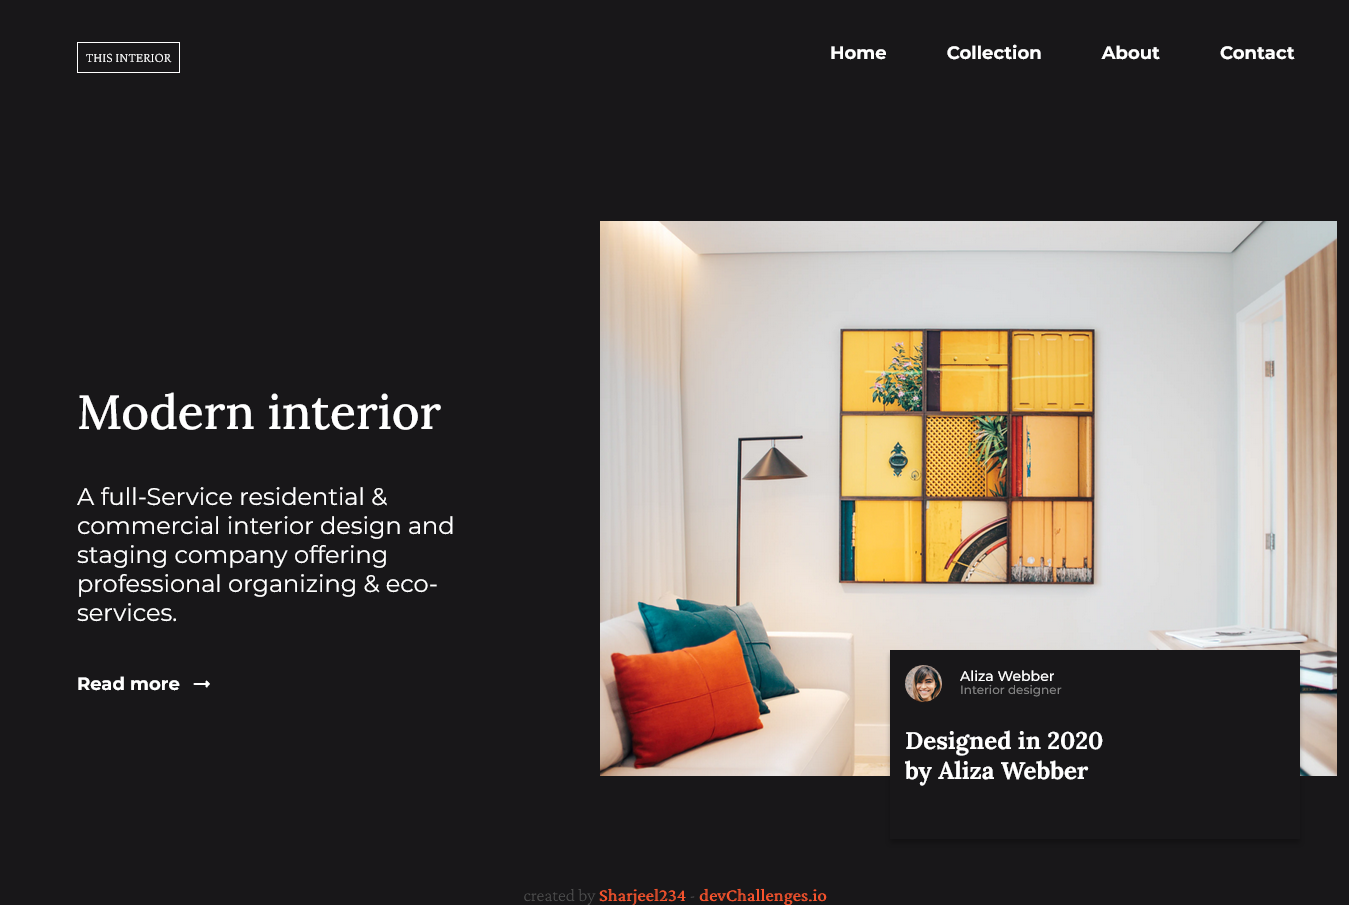 THIS INTERIOR
Home Collection About Contact
Modern interior
A full-Service residential &
commercial interior design and
staging company offering
professional organizing & eco-
services.
Read more →
Aliza Webber
Interior designer
Designed in 2020
by Aliza Webber
created by Sharjeel234 - devChallenges.io